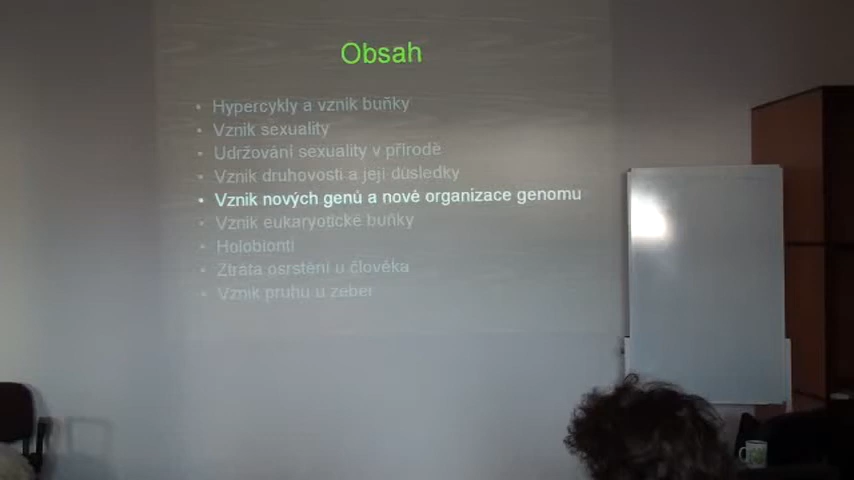 Obsah
• Hypercykly a vznik buňky
• Vznik sexuality
• Udržování sexuality v přírodě
• Vznik druhovosti a její důsledky
• Vznik nových genů a nové organizace genomu
• Vznik eukaryotické buňky
• Holobionti
• Ztráta osrstění u člověka
• Vznik pruhů u zeber